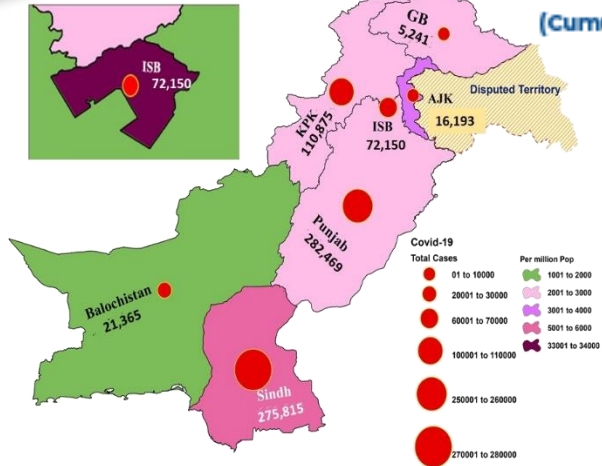 (Cumu
GB
5,241
ISB
72,150
Disputed Territory
AJK
16,193
KPK
110,875
ISB
72,150
Punjab
282,469
Balochistan
21,365
Sindh
275,815
Covid-19
Total Cases
01 to 10000
20001 to 30000
60001 to 70000
100001 to 110000
250001 to 260000
270001 to 280000
Per million Pop
1001 to 2000
2001 to 3000
3001 to 4000
5001 to 6000
33001 to 34000